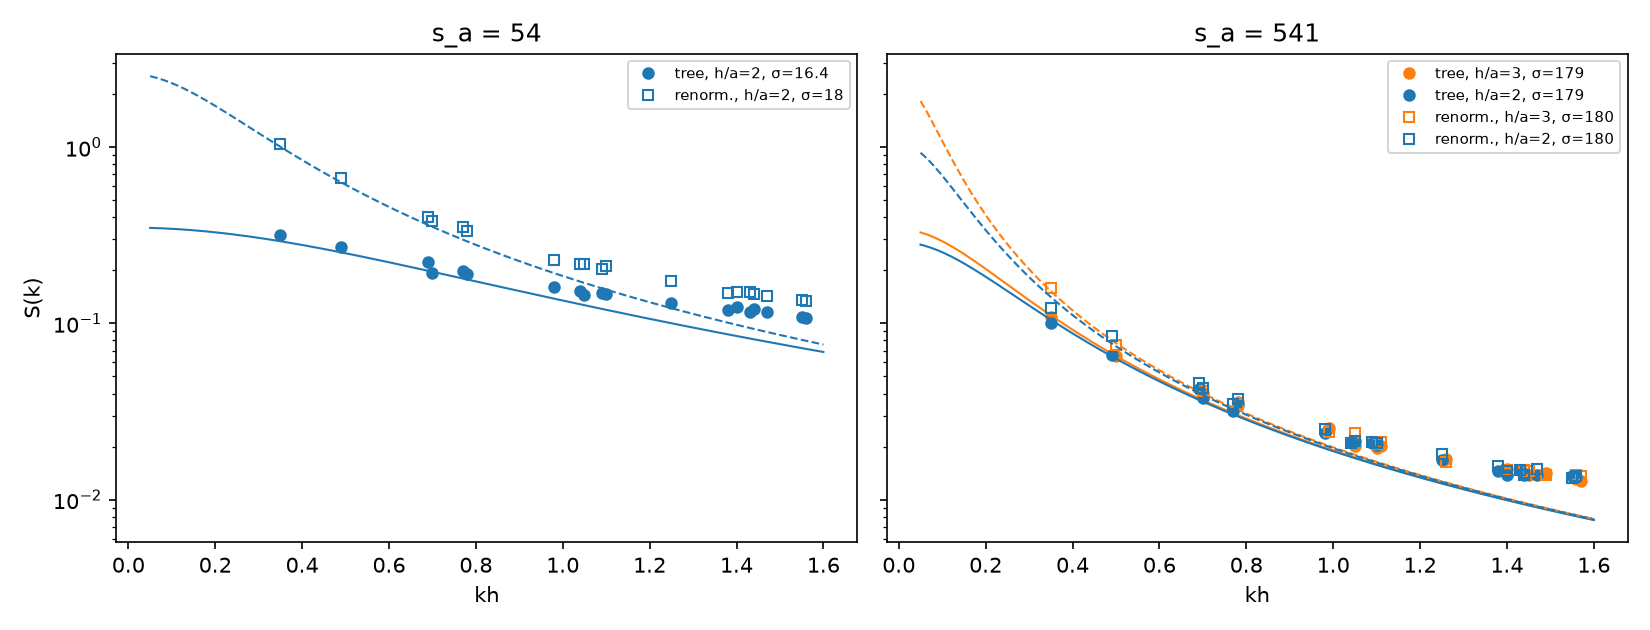 s_a = 54
s_a = 541
tree, h/a=2, σ=16.4
renorm., h/a=2, σ=18
tree, h/a=3, σ=179
tree, h/a=2, σ=179
renorm., h/a=3, σ=180
renorm., h/a=2, σ=180
S(k)
10⁰
10⁻¹
10⁻²
0.0 0.2 0.4 0.6 0.8 1.0 1.2 1.4 1.6
0.0 0.2 0.4 0.6 0.8 1.0 1.2 1.4 1.6
kh
kh